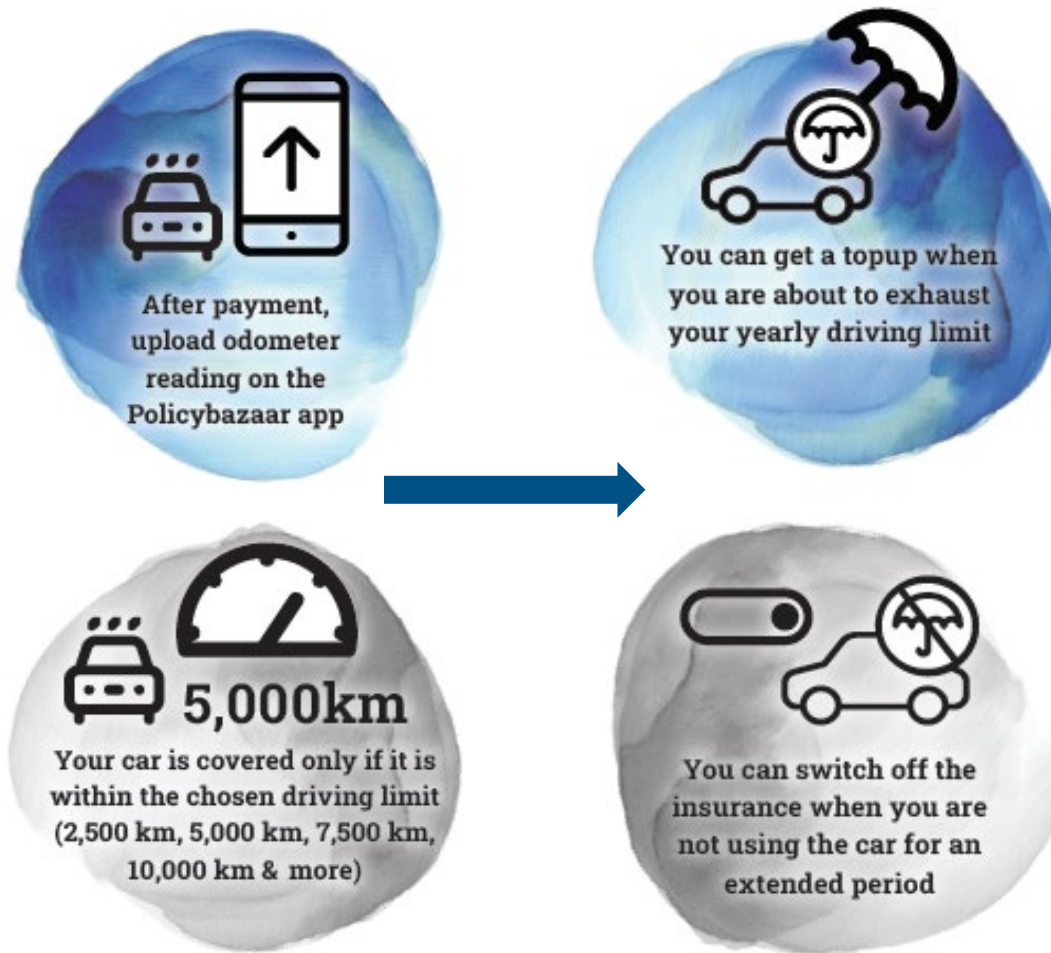 After payment,
upload odometer
reading on the
Policybazaar app
You can get a topup when
you are about to exhaust
your yearly driving limit
5,000km
Your car is covered only if it is
within the chosen driving limit
(2,500 km, 5,000 km, 7,500 km,
10,000 km & more)
You can switch off the
insurance when you are
not using the car for an
extended period